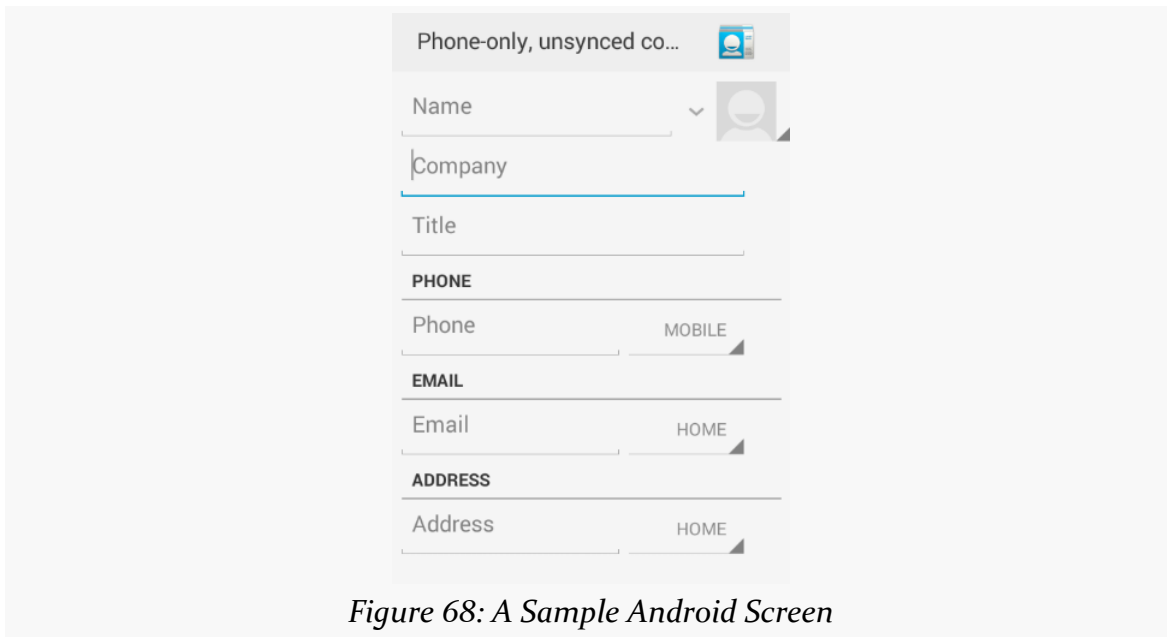 Phone-only, unsynced co...
Name
Company
Title
PHONE
Phone MOBILE
EMAIL
Email HOME
ADDRESS
Address HOME
Figure 68: A Sample Android Screen